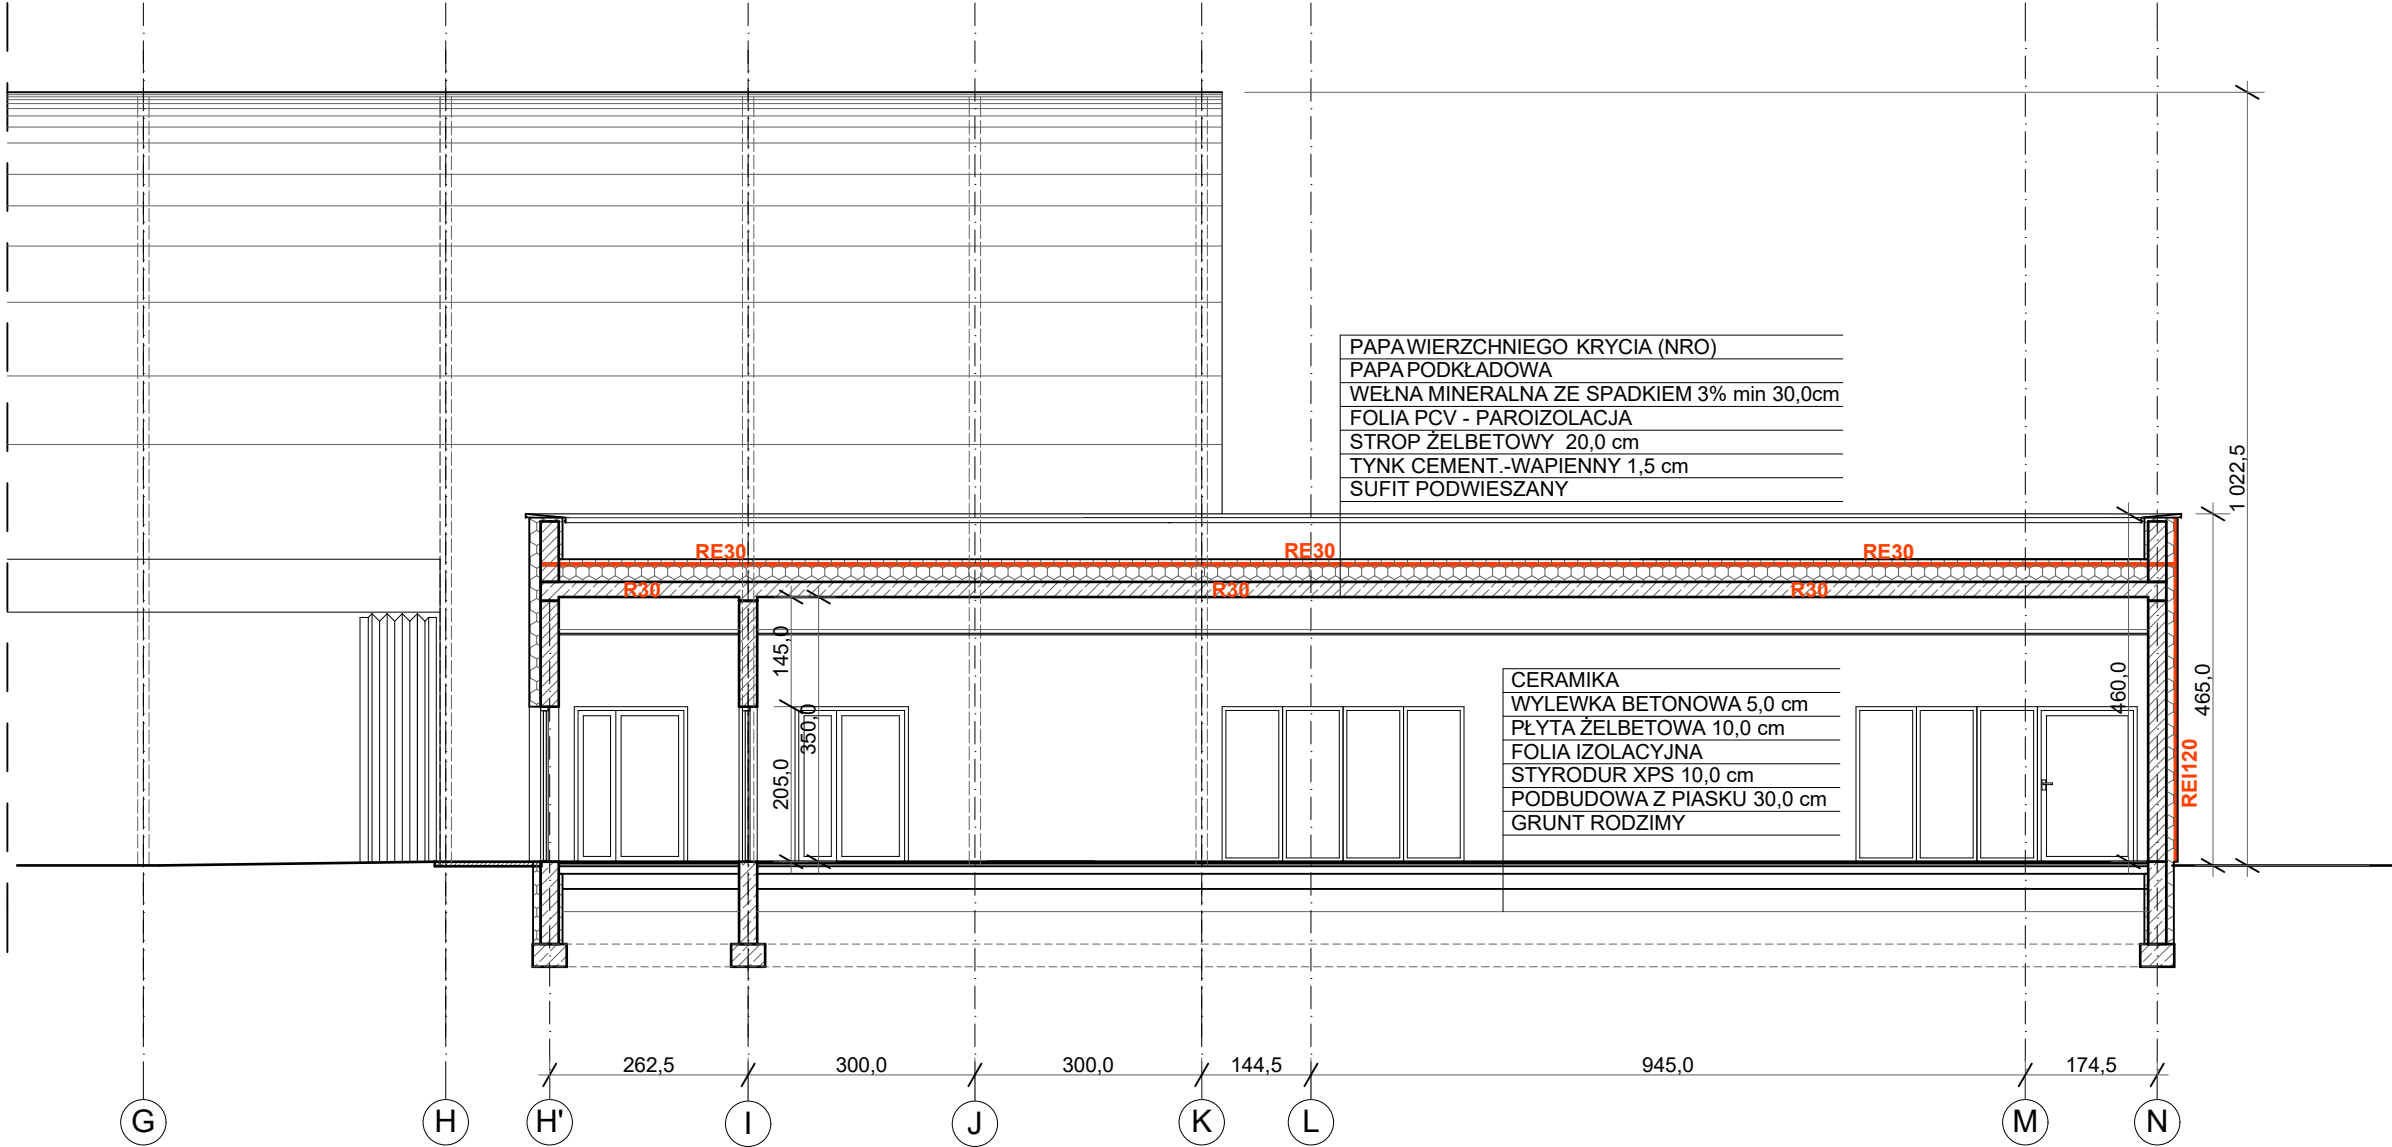 PAPA WIERZCHNIEGO KRYCIA (NRO)
PAPA PODKŁADOWA
WEŁNA MINERALNA ZE SPADKIEM 3% min 30,0cm
FOLIA PCV - PAROIZOLACJA
STROP ŻELBETOWY 20,0 cm
TYNK CEMENT.-WAPIENNY 1,5 cm
SUFIT PODWIESZANY
1 022,5
RE30
RE30
RE30
R30
R30
R30
145,0
350,0
205,0
460,0
465,0
REI120
CERAMIKA
WYLEWKA BETONOWA 5,0 cm
PŁYTA ŻELBETOWA 10,0 cm
FOLIA IZOLACYJNA
STYRODUR XPS 10,0 cm
PODBUDOWA Z PIASKU 30,0 cm
GRUNT RODZIMY
262,5
300,0
300,0
144,5
945,0
174,5
G
H
H'
I
J
K
L
M
N